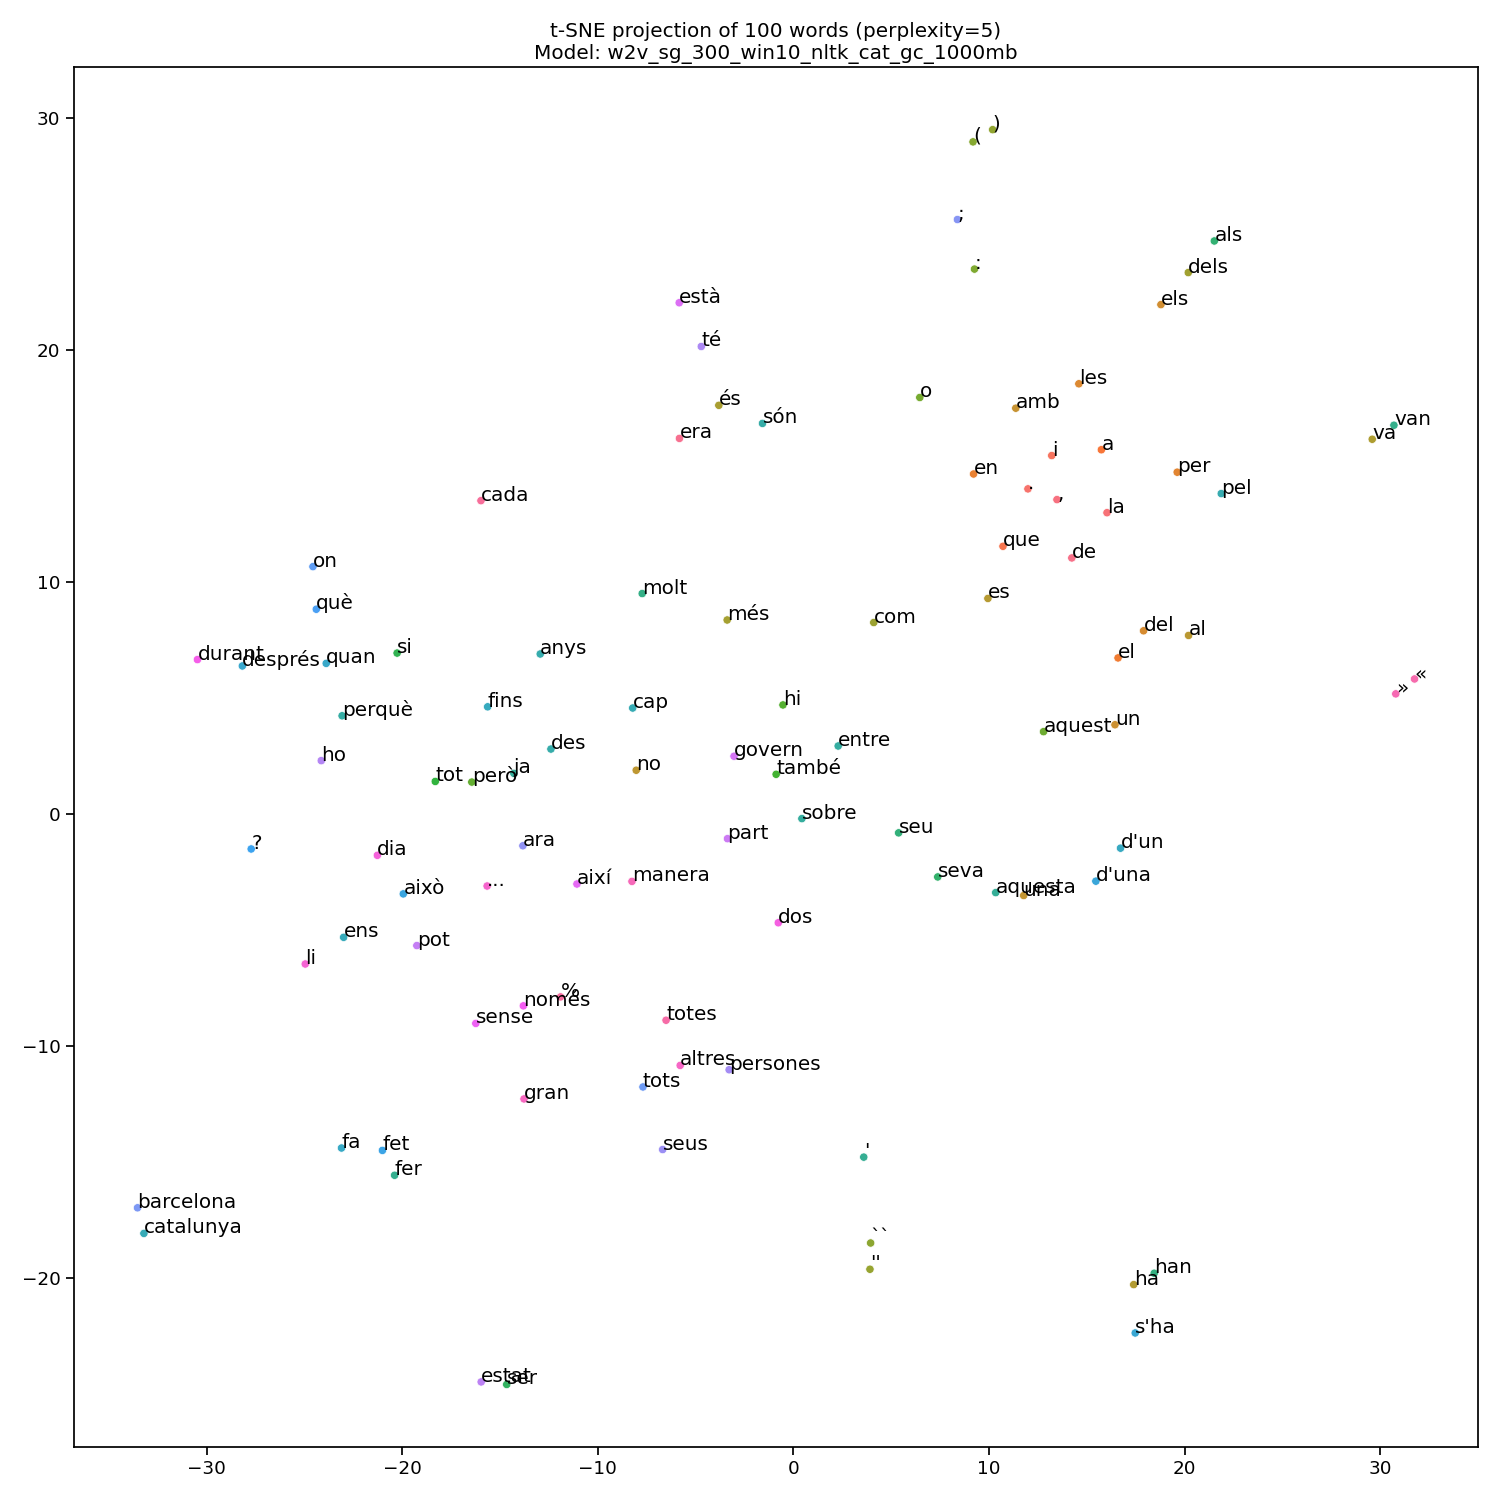 t-SNE projection of 100 words (perplexity=5)
Model: w2v_sg_300_win10_nltk_cat_gc_1000mb
30
( )
;
als
:
dels
està
els
20
té
les
és
o
amb
són
van
era
va
i
a
en
per
cada
.
pel
,
la
que
de
on
10
molt
es
què
més
com
del
al
si
anys
durant
després
quan
el
«
»
fins
cap
hi
perquè
un
aquest
des
entre
ho
govern
no
també
ja
tot
però
0
sobre
seu
part
?
ara
d'un
dia
seva
així
manera
d'una
...
això
aquesta
una
dos
ens
pot
li
%
només
totes
sense
−10
altres
persones
tots
gran
fa
fet
seus
'
fer
barcelona
catalunya
``
"
han
−20
ha
s'ha
estat
ser
−30
−20
−10
0
10
20
30